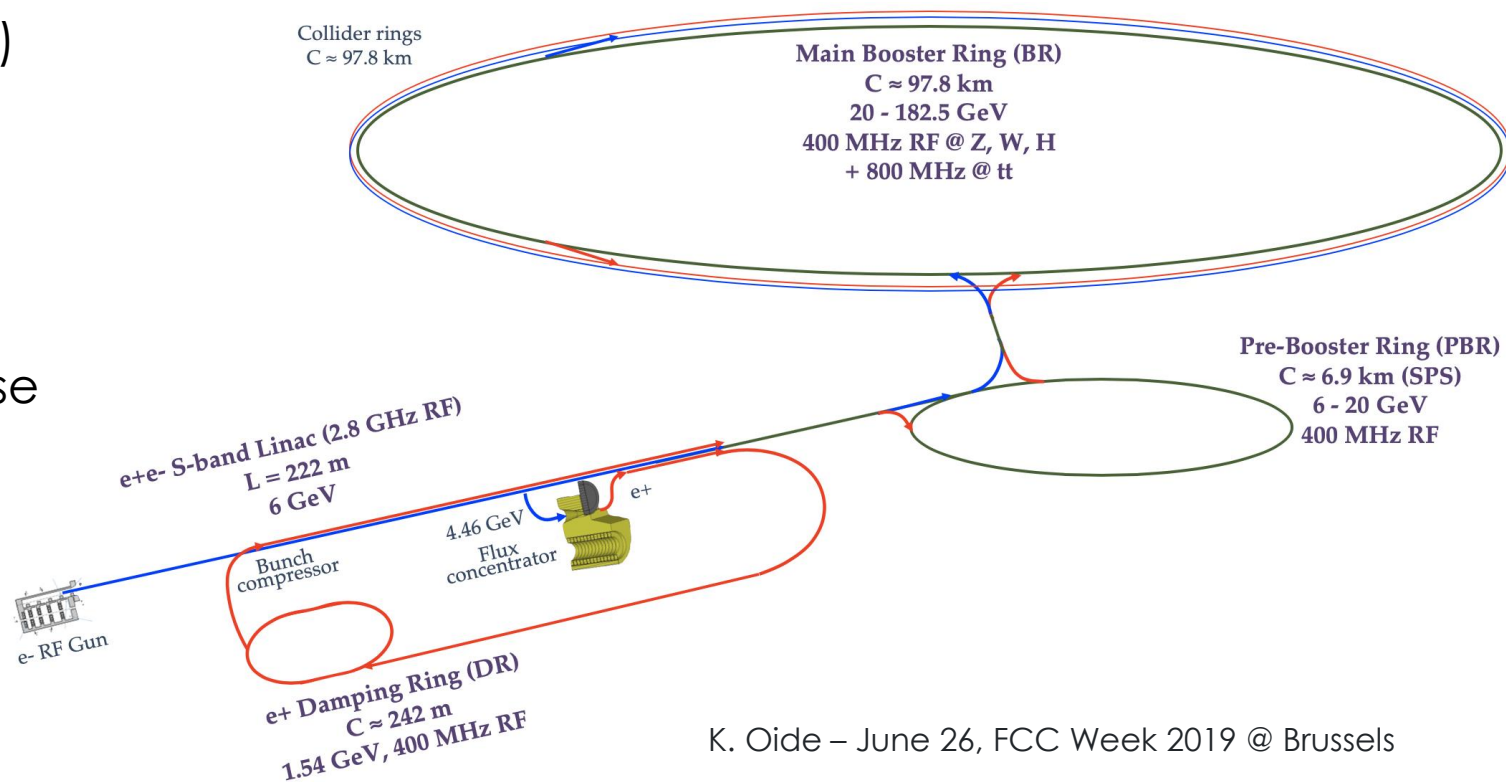 )
Collider rings
C ≈ 97.8 km
Main Booster Ring (BR)
C ≈ 97.8 km
20 - 182.5 GeV
400 MHz RF @ Z, W, H
+ 800 MHz @ tt
se
Pre-Booster Ring (PBR)
C ≈ 6.9 km (SPS)
6 - 20 GeV
400 MHz RF
e+e- S-band Linac (2.8 GHz RF)
L = 222 m
6 GeV
4.46 GeV
Flux
concentrator
e+
Bunch
compressor
e- RF Gun
e+ Damping Ring (DR)
C ≈ 242 m
1.54 GeV, 400 MHz RF
K. Oide – June 26, FCC Week 2019 @ Brussels